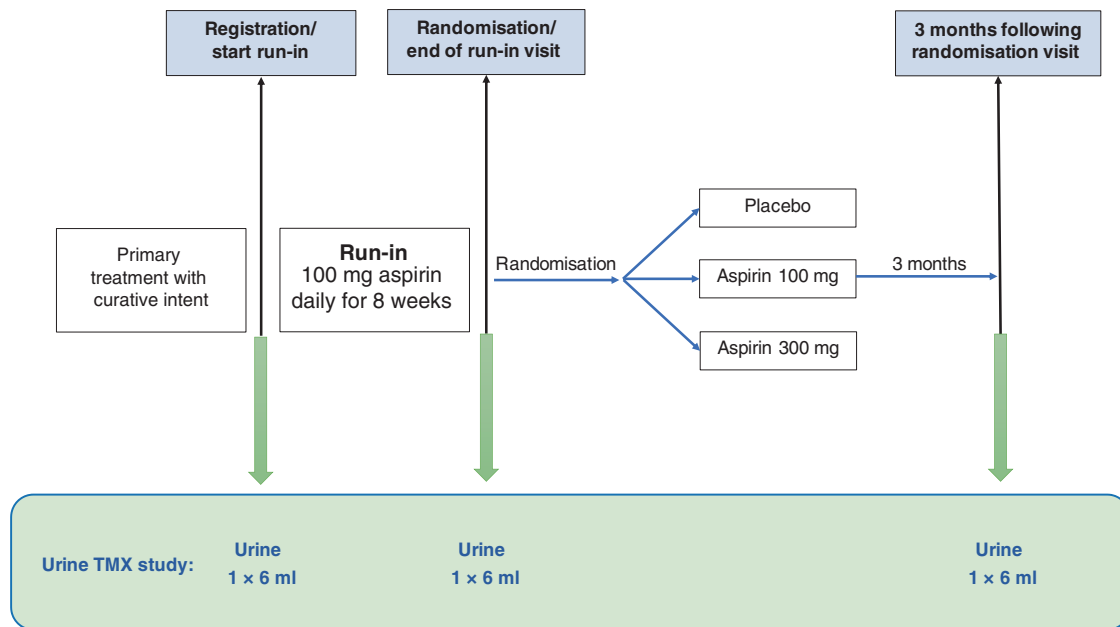 Registration/
start run-in
Randomisation/
end of run-in visit
3 months following
randomisation visit
Primary
treatment with
curative intent
Run-in
100 mg aspirin
daily for 8 weeks
Randomisation
Placebo
Aspirin 100 mg
Aspirin 300 mg
3 months
Urine TMX study:
Urine
1 × 6 ml
Urine
1 × 6 ml
Urine
1 × 6 ml